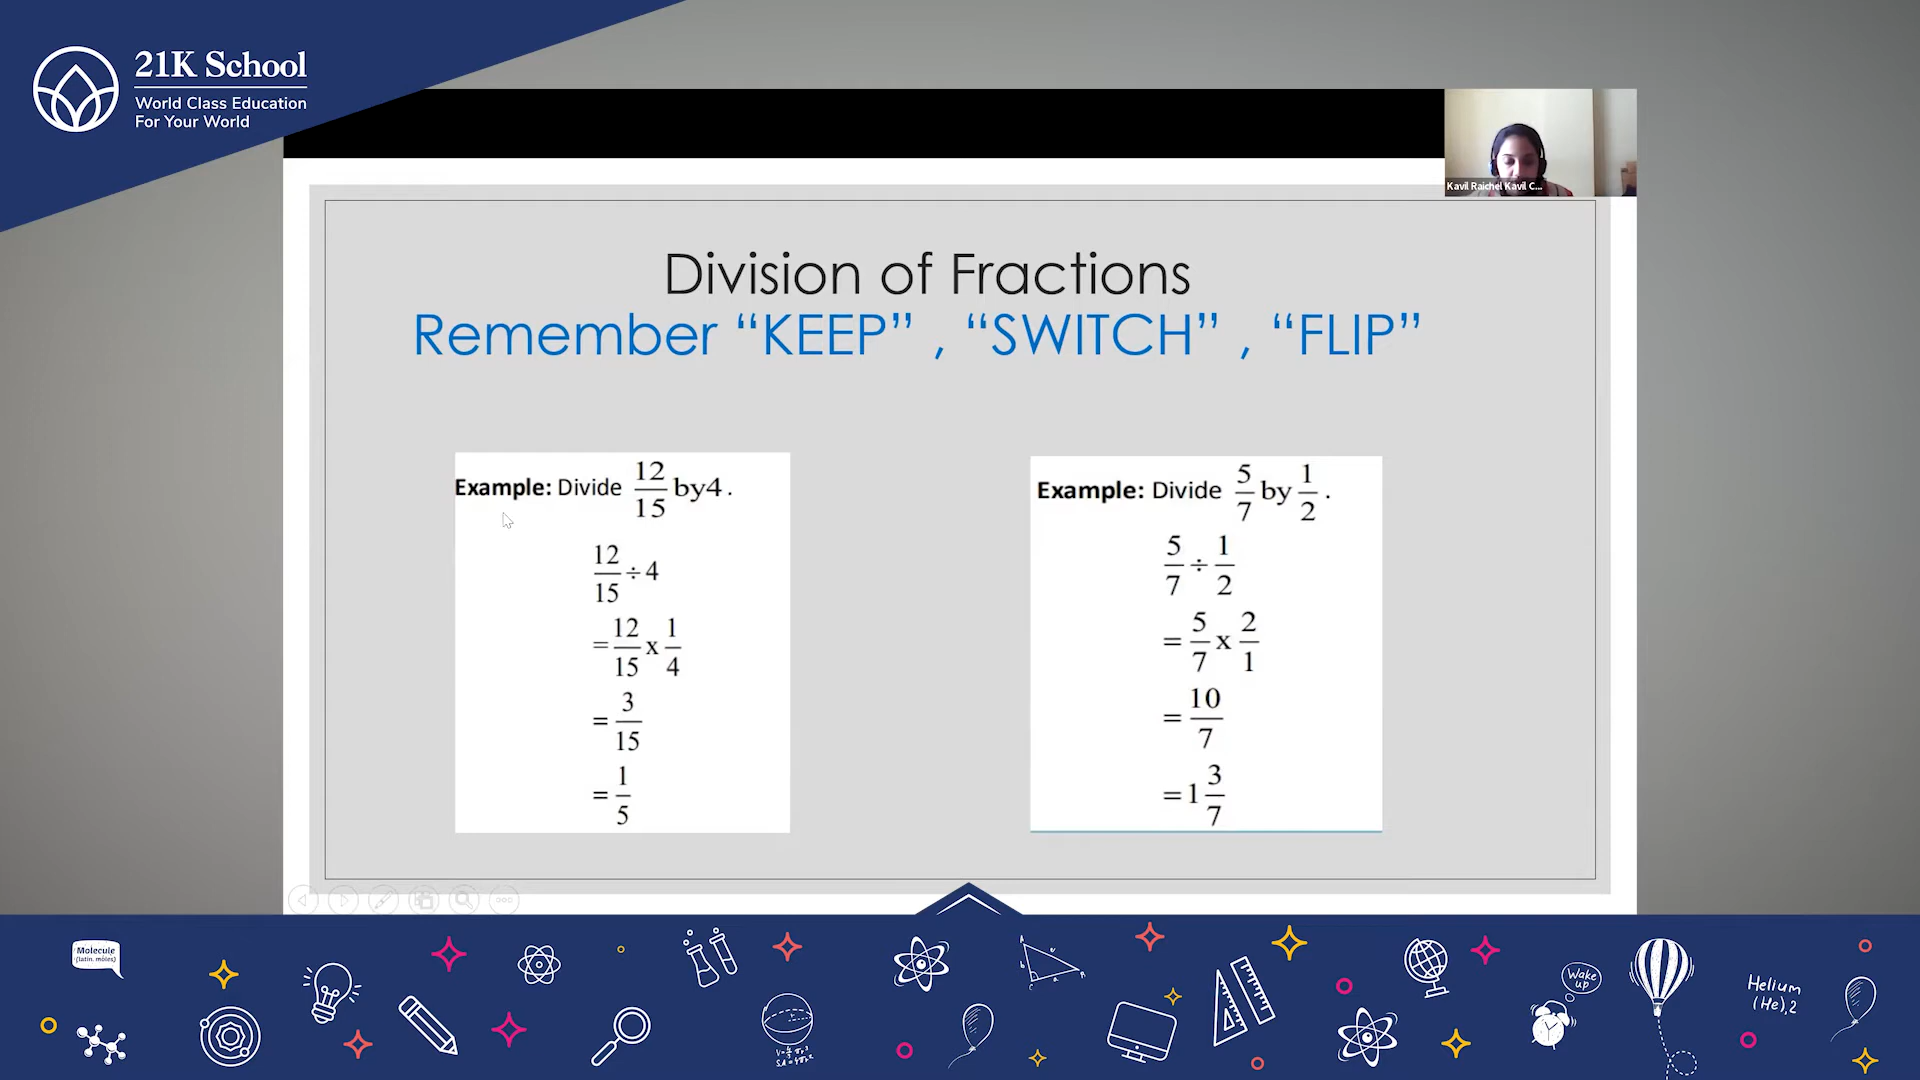 21K School
World Class Education
For Your World
Kavil Raichel Kavil C...
Division of Fractions
Remember “KEEP” , “SWITCH” , “FLIP”
Example: Divide 12/15 by4 .
12/15 ÷ 4
= 12/15 x 1/4
= 3/15
= 1/5
Example: Divide 5/7 by 1/2 .
5/7 ÷ 1/2
= 5/7 x 2/1
= 10/7
= 1 3/7
Molecule
(latin, môles)
Wake
up
Helium
(He),2